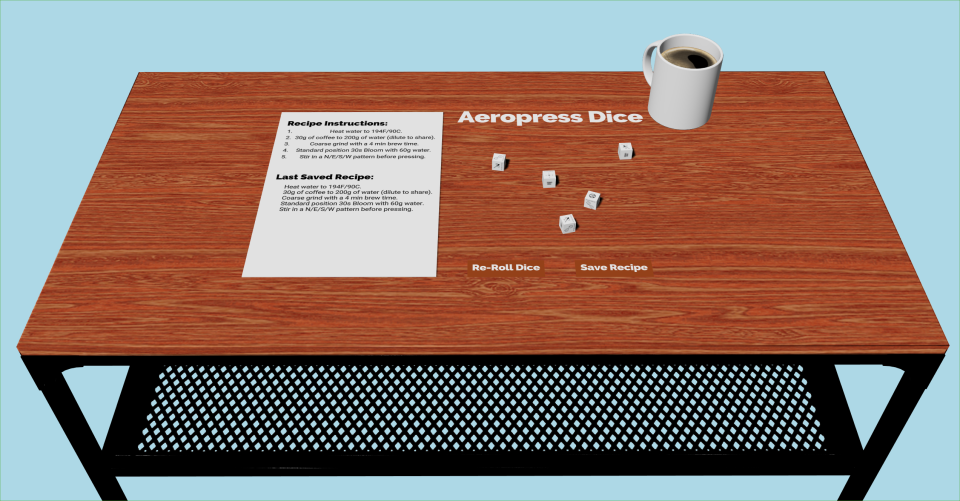 Aeropress Dice
Recipe Instructions:
1. Heat water to 194F/90C.
2. 30g of coffee to 200g of water (dilute to share).
3. Coarse grind with a 4 min brew time.
4. Standard position 30s Bloom with 60g water.
5. Stir in a N/E/S/W pattern before pressing.
Last Saved Recipe:
Heat water to 194F/90C.
30g of coffee to 200g of water (dilute to share).
Coarse grind with a 4 min brew time.
Standard position 30s Bloom with 60g water.
Stir in a N/E/S/W pattern before pressing.
Re-Roll Dice
Save Recipe